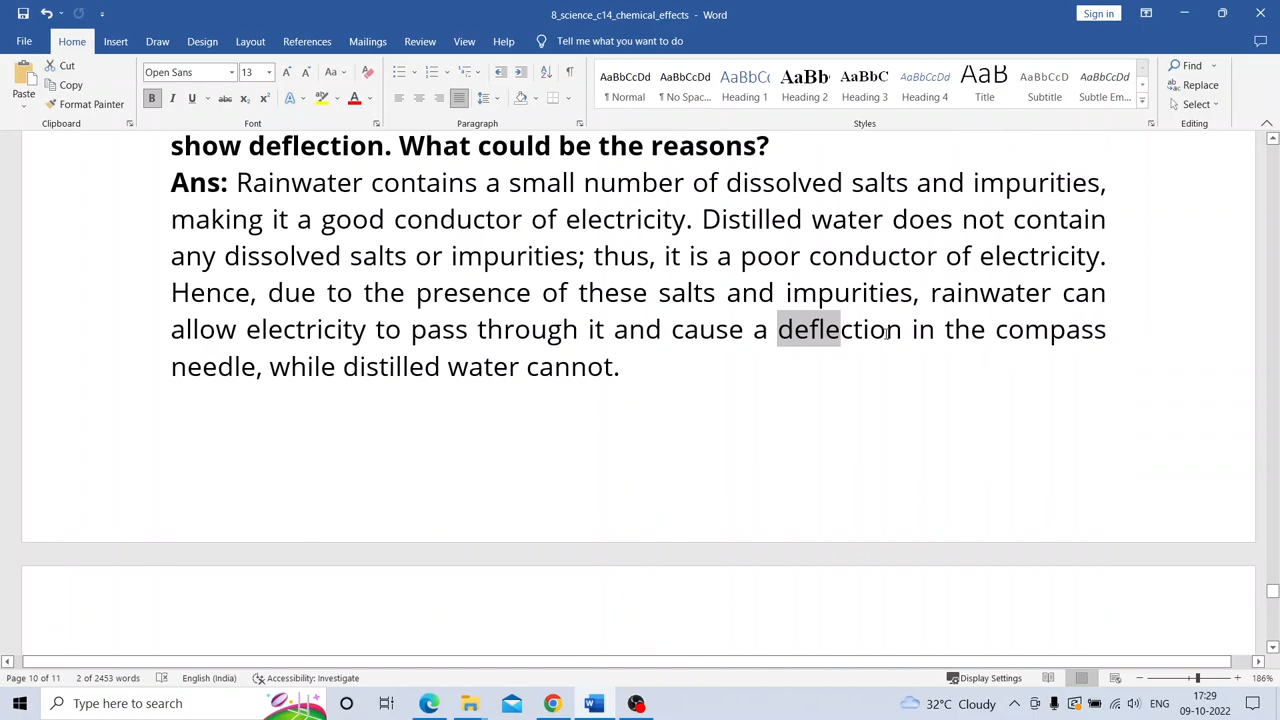 8_science_c14_chemical_effects - Word
Sign in
File Home Insert Draw Design Layout References Mailings Review View Help Tell me what you want to do
Paste
Cut
Copy
Format Painter
Clipboard
Open Sans 13
Font
Paragraph
AaBbCcDd AaBbCcDd AaBbCc AaBb AaBbC AaBbCcDd AaB AaBbCcDd AaBbCcDd
¶ Normal ¶ No Spac... Heading 1 Heading 2 Heading 3 Heading 4 Title Subtitle Subtle Em...
Styles
Find
Replace
Select
Editing
show deflection. What could be the reasons?
Ans: Rainwater contains a small number of dissolved salts and impurities,
making it a good conductor of electricity. Distilled water does not contain
any dissolved salts or impurities; thus, it is a poor conductor of electricity.
Hence, due to the presence of these salts and impurities, rainwater can
allow electricity to pass through it and cause a deflection in the compass
needle, while distilled water cannot.
Page 10 of 11 2 of 2453 words English (India) Accessibility: Investigate Display Settings 186%
Type here to search
32°C Cloudy ENG
17:29
09-10-2022